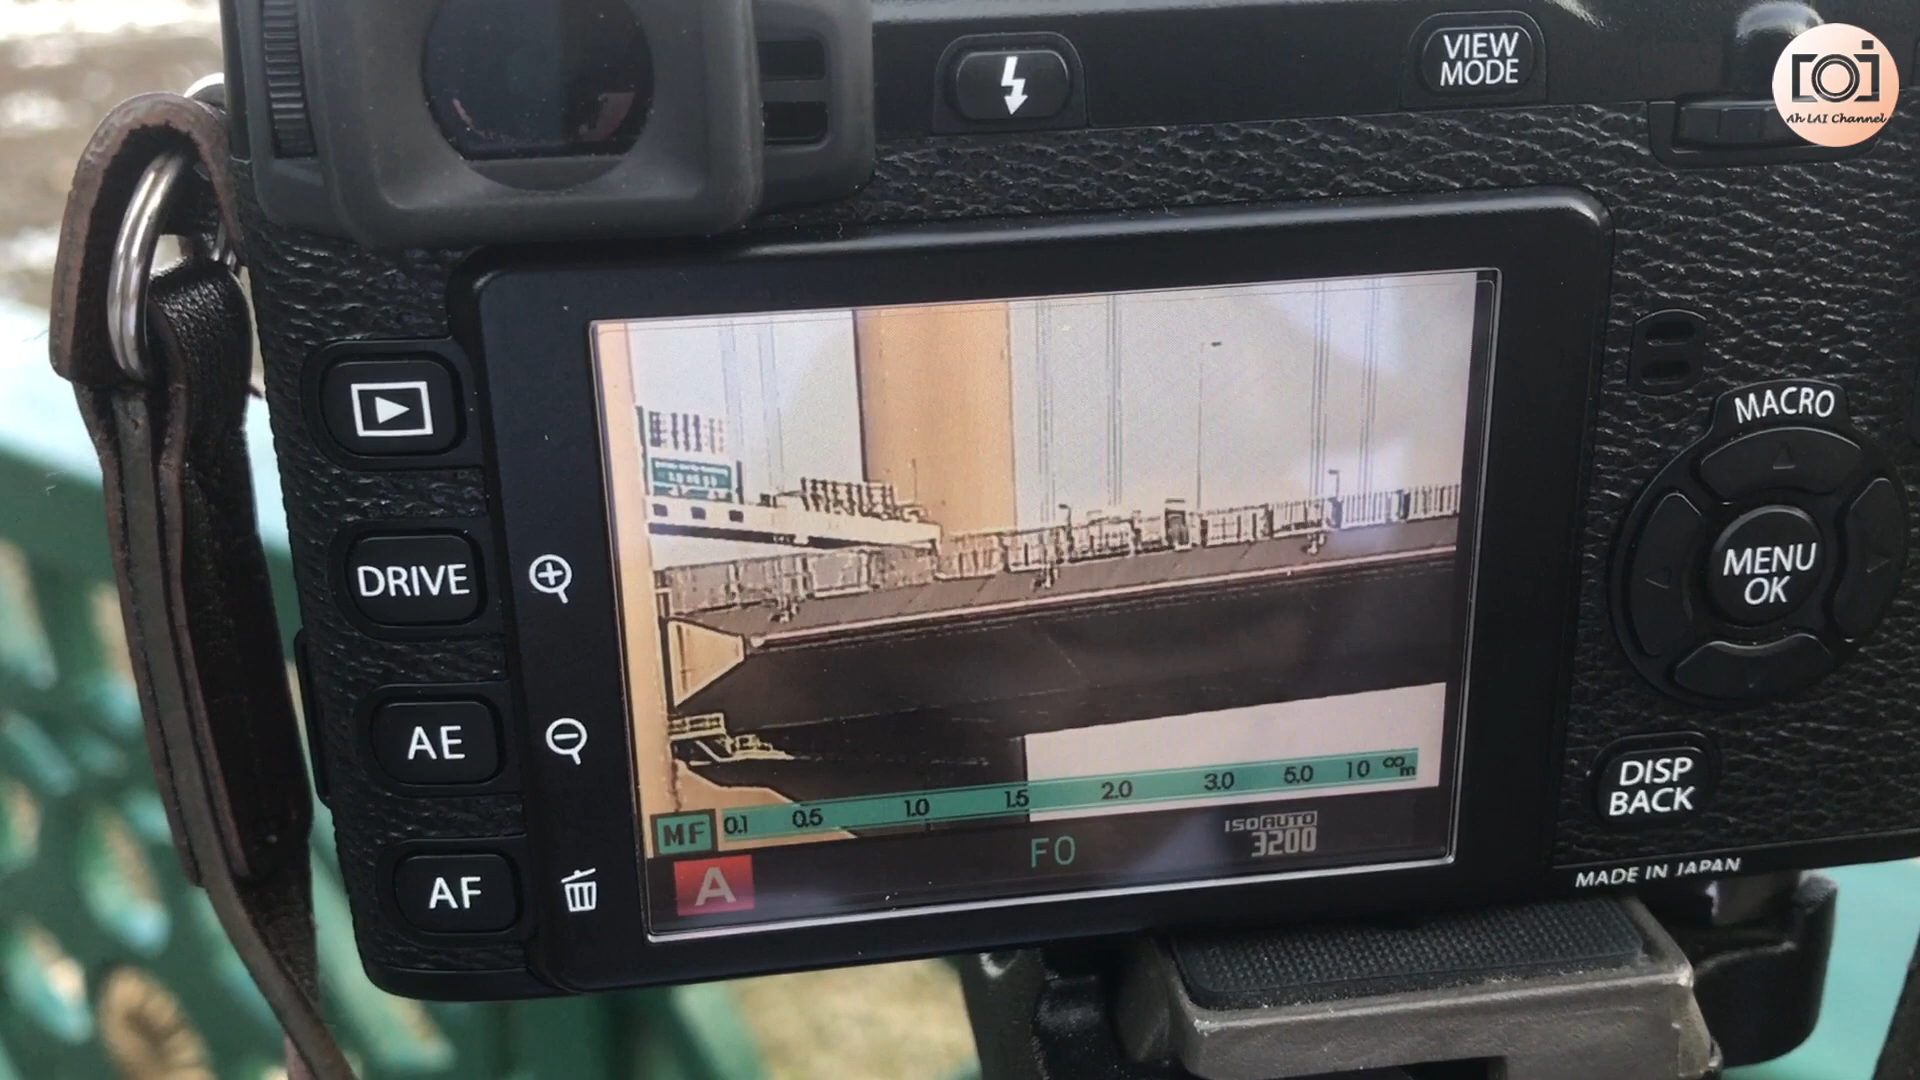 VIEW
MODE
Ah LAI Channel
MACRO
DRIVE
MENU
OK
AE
DISP
BACK
AF
MADE IN JAPAN
MF 0.1 0.5 1.0 1.5 2.0 3.0 5.0 10 ∞ m
A
F0
ISO AUTO
3200